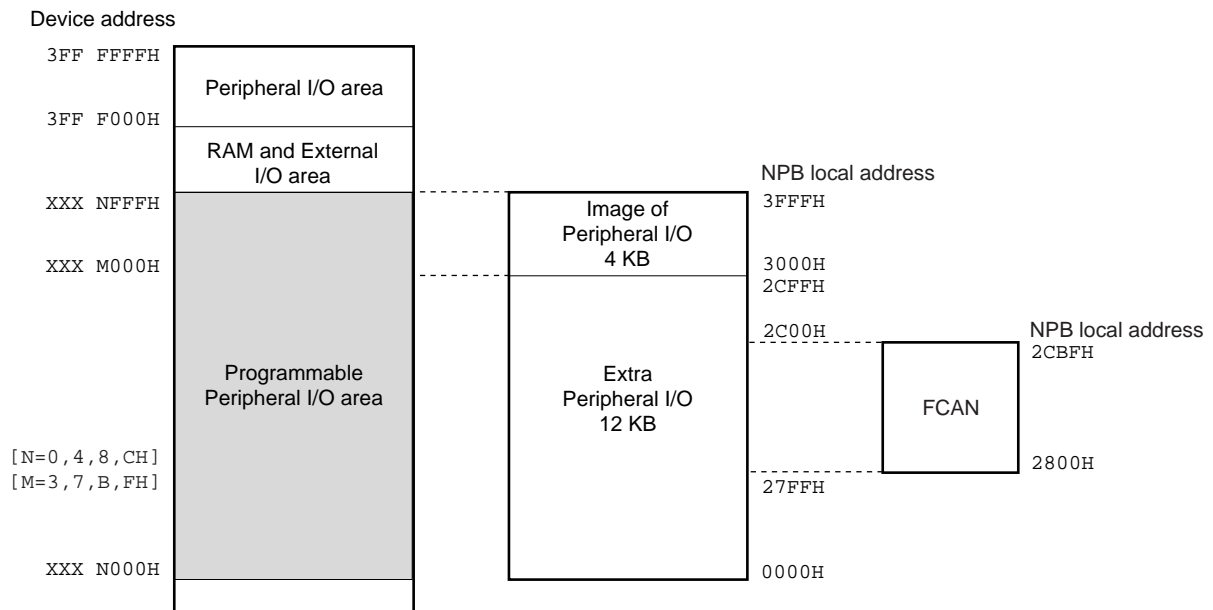 Device address
3FF FFFFH
Peripheral I/O area
3FF F000H
RAM and External
I/O area
XXX NFFFH
XXX M000H
Programmable
Peripheral I/O area
[N=0,4,8,CH]
[M=3,7,B,FH]
XXX N000H
NPB local address
3FFFH
Image of
Peripheral I/O
4 KB
3000H
2CFFH
2C00H
Extra
Peripheral I/O
12 KB
27FFH
0000H
NPB local address
2CBFH
FCAN
2800H